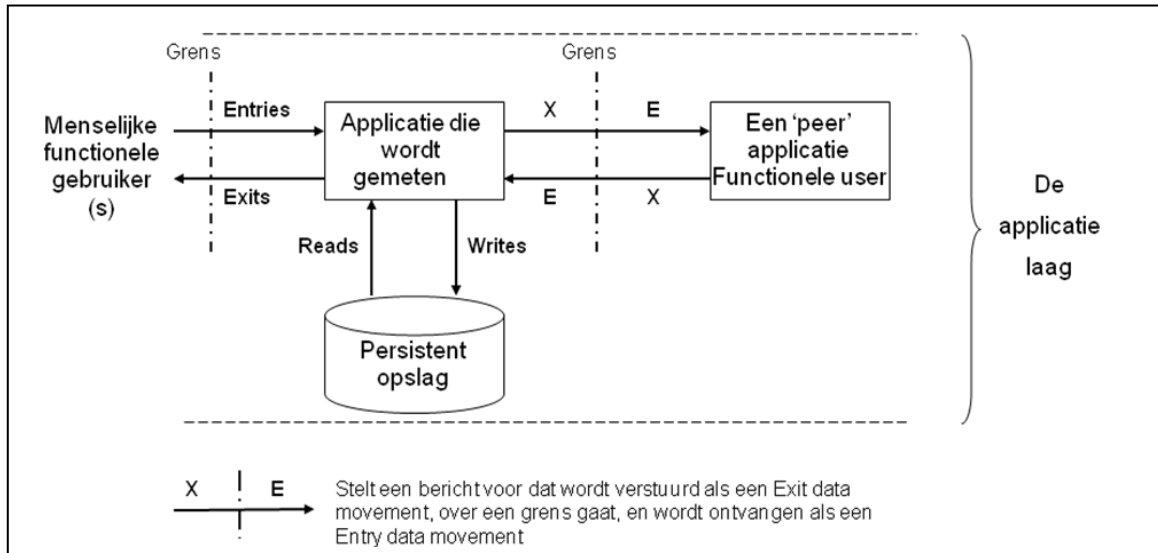 Grens
Grens
Menselijke
functionele
gebruiker
(s)
Entries
Exits
Applicatie die
wordt
gemeten
X
E
E
X
Een ‘peer’
applicatie
Functionele user
De
applicatie
laag
Reads
Writes
Persistent
opslag
X
E
Stelt een bericht voor dat wordt verstuurd als een Exit data
movement, over een grens gaat, en wordt ontvangen als een
Entry data movement